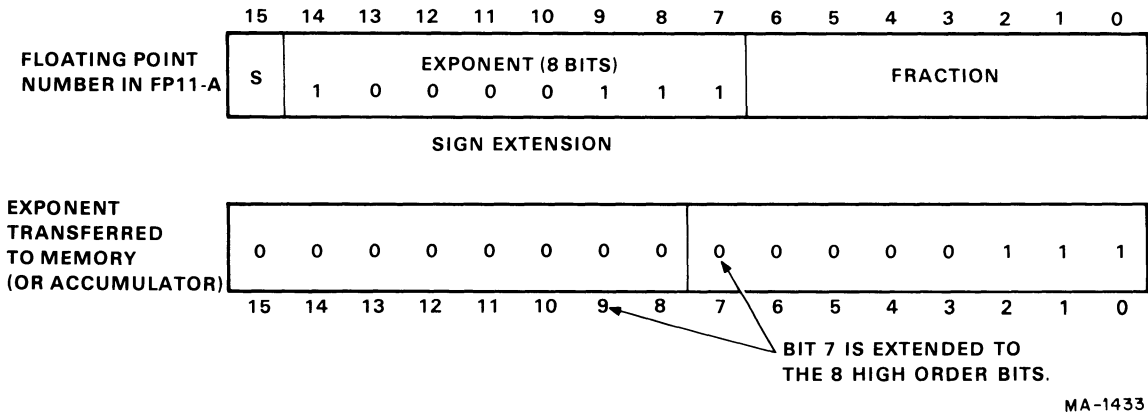 15 14 13 12 11 10 9 8 7 6 5 4 3 2 1 0
FLOATING POINT
NUMBER IN FP11-A
S
EXPONENT (8 BITS)
1 0 0 0 0 1 1 1
FRACTION
SIGN EXTENSION
EXPONENT
TRANSFERRED
TO MEMORY
(OR ACCUMULATOR)
0 0 0 0 0 0 0 0 0 0 0 0 0 1 1 1
15 14 13 12 11 10 9 8 7 6 5 4 3 2 1 0
BIT 7 IS EXTENDED TO
THE 8 HIGH ORDER BITS.
MA-1433